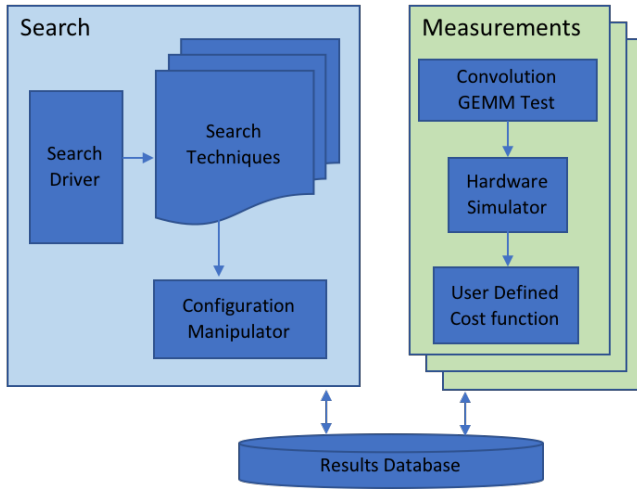 Search
Search
Driver
Search
Techniques
Configuration
Manipulator
Measurements
Convolution
GEMM Test
Hardware
Simulator
User Defined
Cost function
Results Database